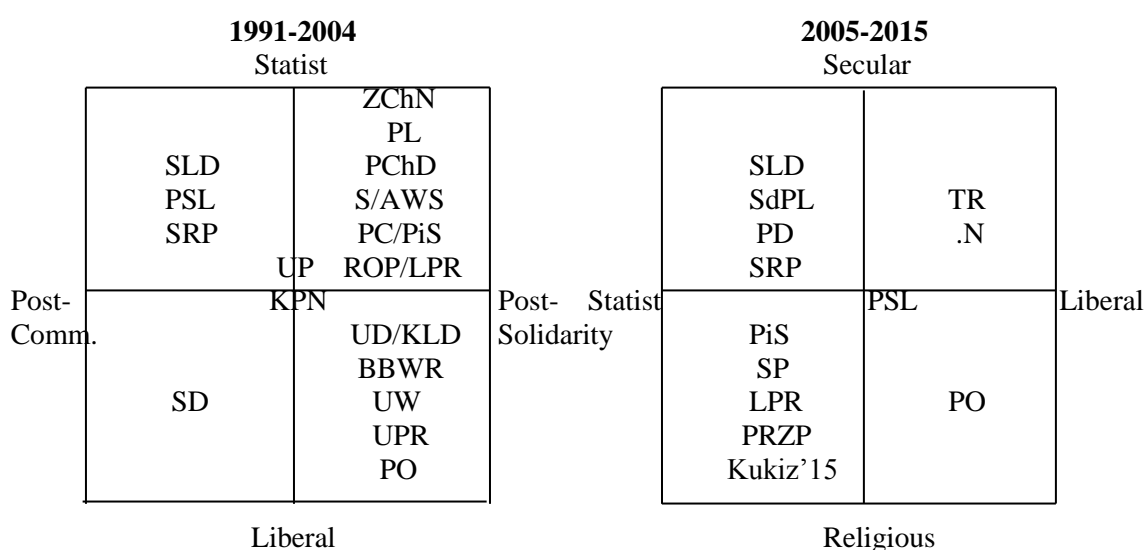 1991-2004
Statist
ZChN
PL
SLD PChD
PSL S/AWS
SRP PC/PiS
UP ROP/LPR
Post- KPN Post-
Comm. UD/KLD Solidarity
BBWR
SD UW
UPR
PO
Liberal
2005-2015
Secular
SLD
SdPL TR
PD .N
SRP
Statist PSL Liberal
PiS
SP
LPR PO
PRZP
Kukiz’15
Religious